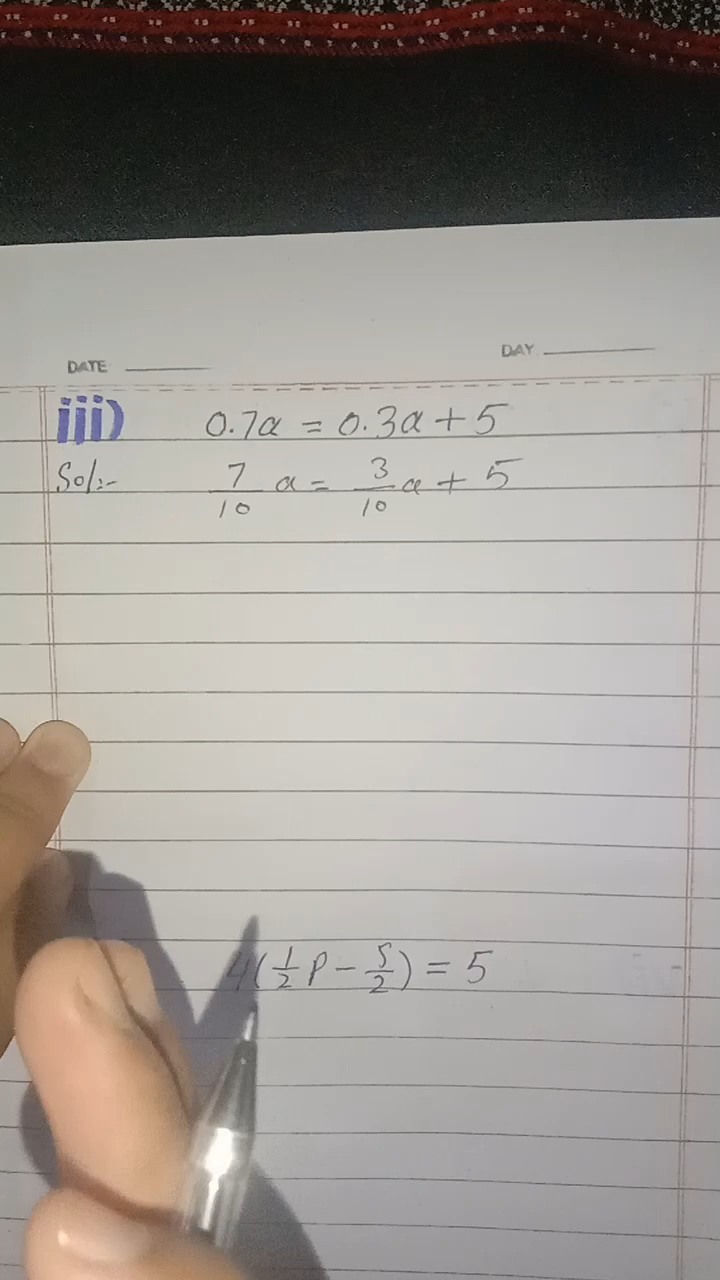 DATE DAY
iii) 0.7a = 0.3a + 5
Sol:- 7/10 a = 3/10 a + 5
4(1/2 P - 5/2) = 5